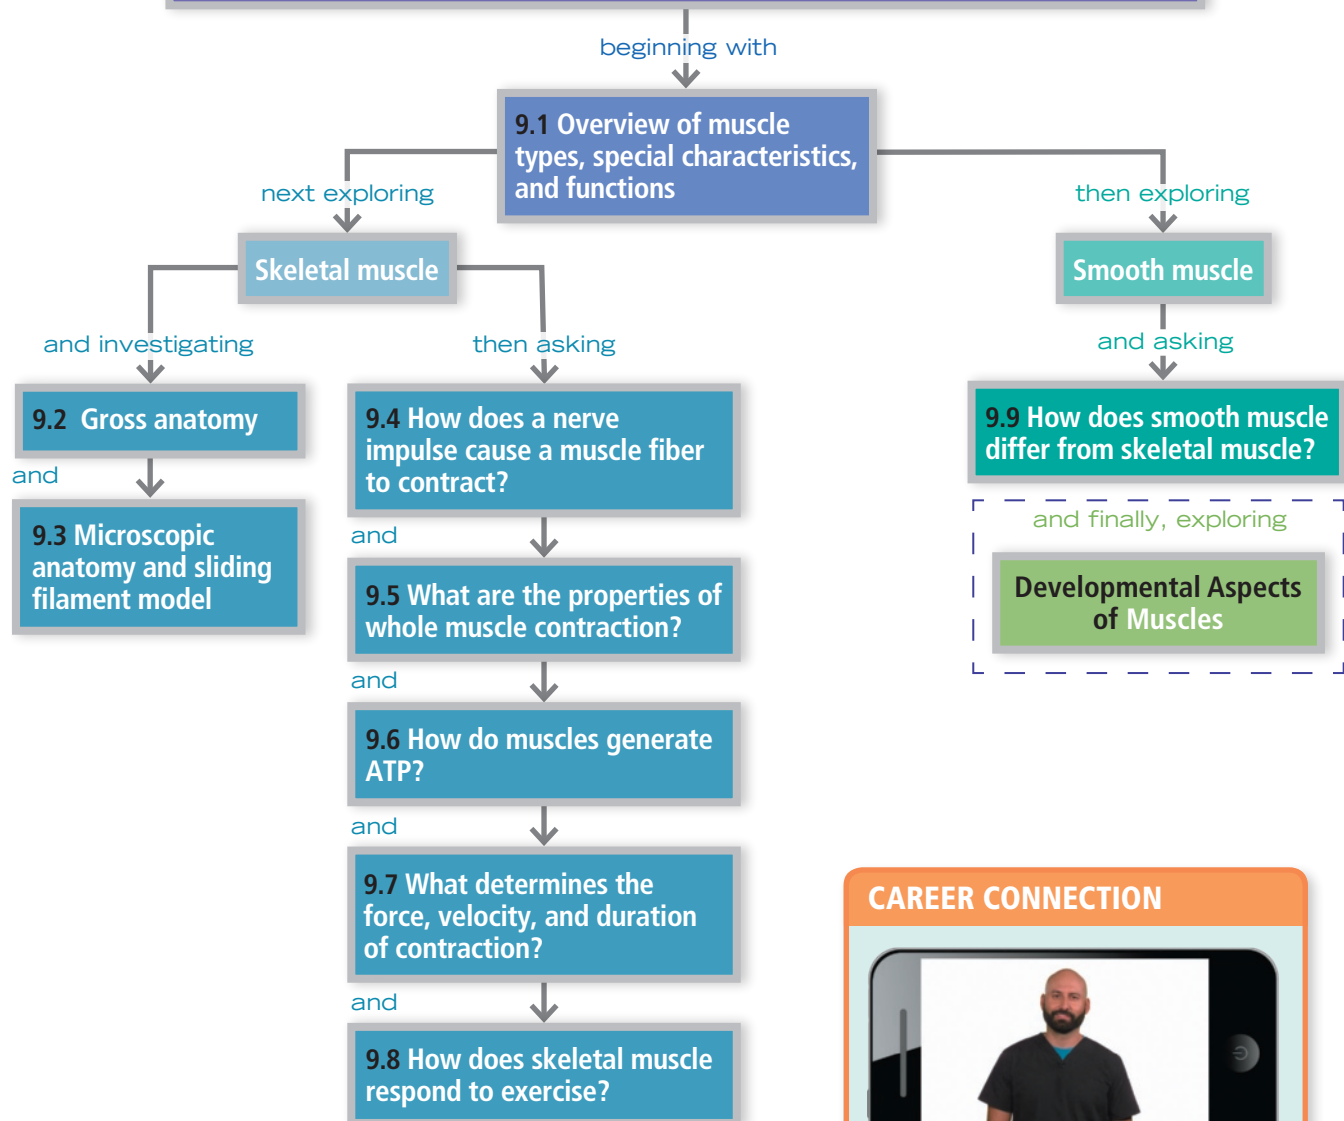 beginning with
9.1 Overview of muscle
types, special characteristics,
and functions
next exploring
then exploring
Skeletal muscle
Smooth muscle
and investigating
then asking
and asking
9.2 Gross anatomy
and
9.3 Microscopic
anatomy and sliding
filament model
9.4 How does a nerve
impulse cause a muscle fiber
to contract?
and
9.5 What are the properties of
whole muscle contraction?
and
9.6 How do muscles generate
ATP?
and
9.7 What determines the
force, velocity, and duration
of contraction?
and
9.8 How does skeletal muscle
respond to exercise?
9.9 How does smooth muscle
differ from skeletal muscle?
and finally, exploring
Developmental Aspects
of Muscles
CAREER CONNECTION